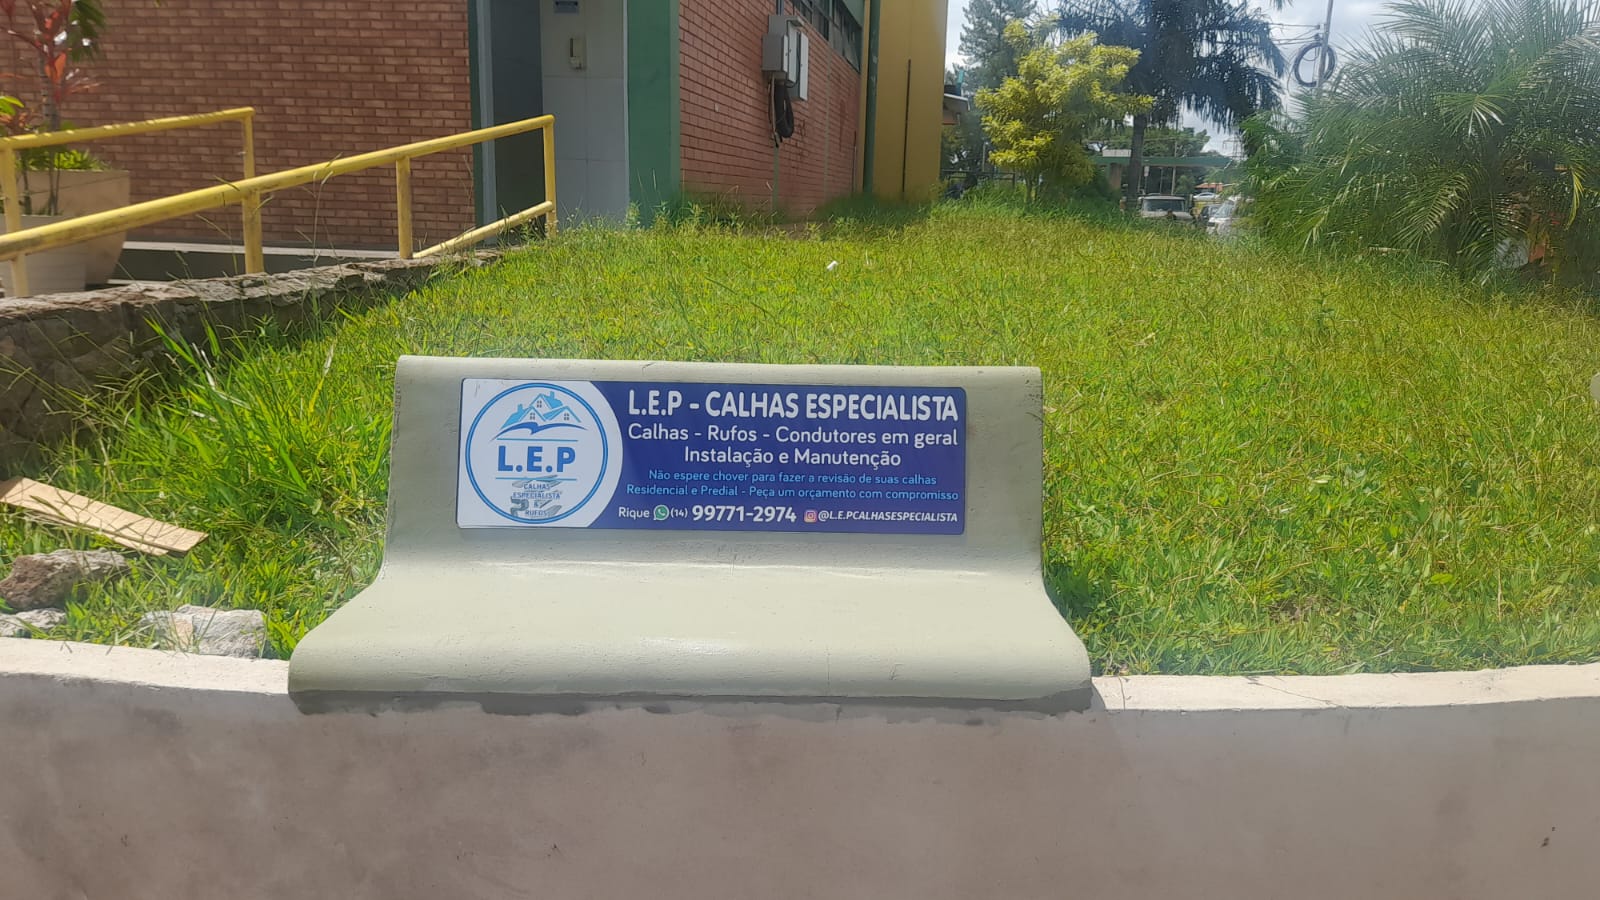 L.E.P
CALHAS
ESPECIALISTA
&
RUFOS
L.E.P - CALHAS ESPECIALISTA
Calhas - Rufos - Condutores em geral
Instalação e Manutenção
Não espere chover para fazer a revisão de suas calhas
Residencial e Predial - Peça um orçamento com compromisso
Rique (14) 99771-2974 @L.E.PCALHASESPECIALISTA